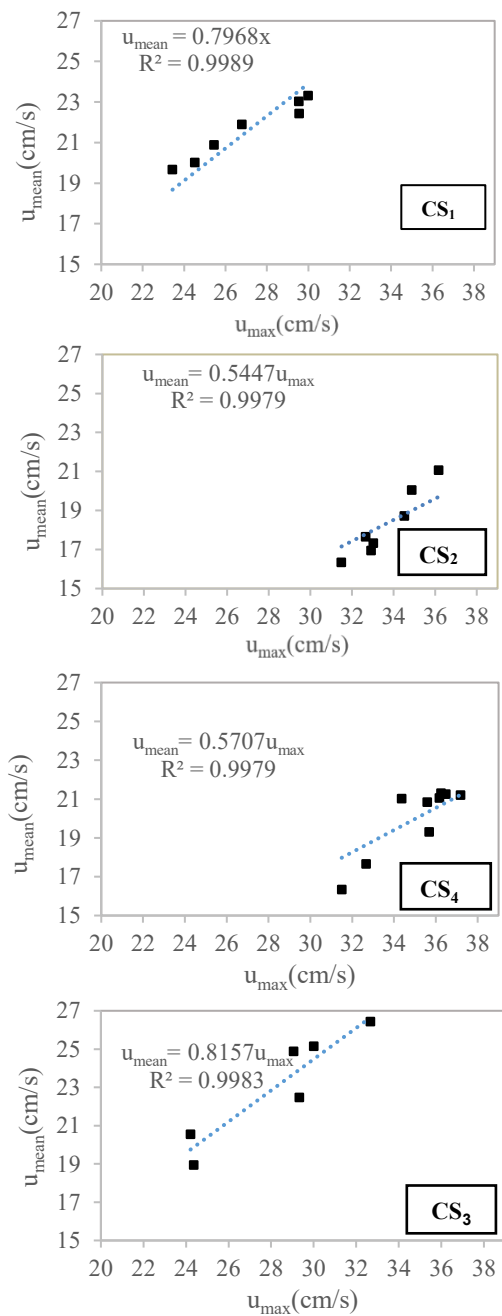 27
25
23
21
19
17
15
u_mean(cm/s)
u_mean= 0.7968x
R² = 0.9989
CS₁
20 22 24 26 28 30 32 34 36 38
u_max(cm/s)
27
25
23
21
19
17
15
u_mean(cm/s)
u_mean= 0.5447u_max
R² = 0.9979
CS₂
20 22 24 26 28 30 32 34 36 38
u_max(cm/s)
27
25
23
21
19
17
15
u_mean(cm/s)
u_mean= 0.5707u_max
R² = 0.9979
CS₄
20 22 24 26 28 30 32 34 36 38
u_max(cm/s)
27
25
23
21
19
17
15
u_mean(cm/s)
u_mean= 0.8157u_max
R² = 0.9983
CS₃
20 22 24 26 28 30 32 34 36 38
u_max(cm/s)